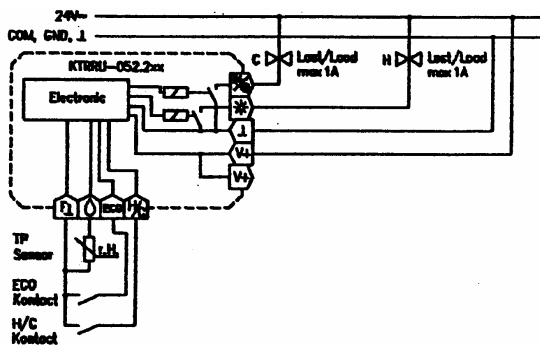 24V~
COM, GND, ⊥
KTRRU-052.2xx
Electronic
C Last/Load
max 1A
H Last/Load
max 1A
⊥
V+
V+
ECO
H/C
TP
Sensor
r.H.
ECO
Kontact
H/C
Kontact